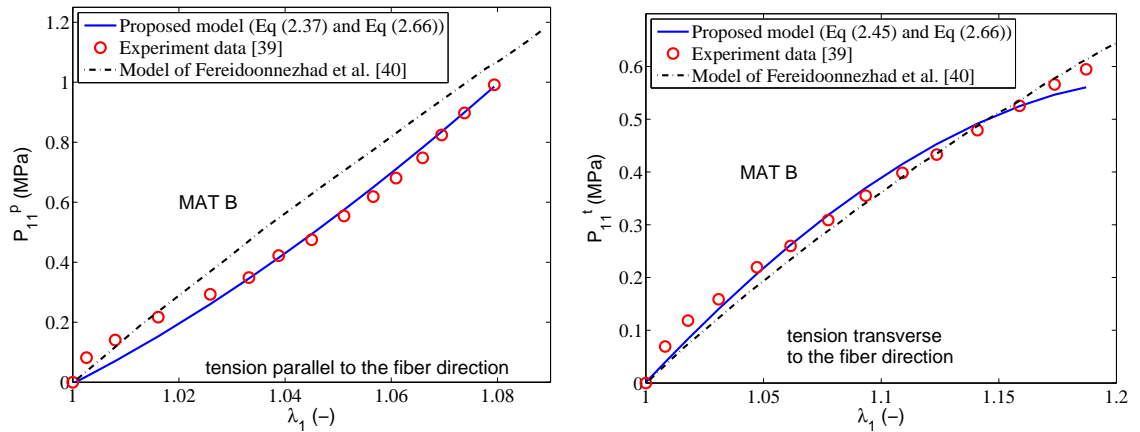 Proposed model (Eq (2.37) and Eq (2.66))
Experiment data [39]
Model of Fereidoonnezhad et al. [40]
MAT B
tension parallel to the fiber direction
P11^p (MPa)
1.2
1
0.8
0.6
0.4
0.2
0
1
1.02
1.04
1.06
1.08
λ1 (–)
Proposed model (Eq (2.45) and Eq (2.66))
Experiment data [39]
Model of Fereidoonnezhad et al. [40]
MAT B
tension transverse
to the fiber direction
P11^t (MPa)
0.6
0.5
0.4
0.3
0.2
0.1
0
1
1.05
1.1
1.15
1.2
λ1 (–)